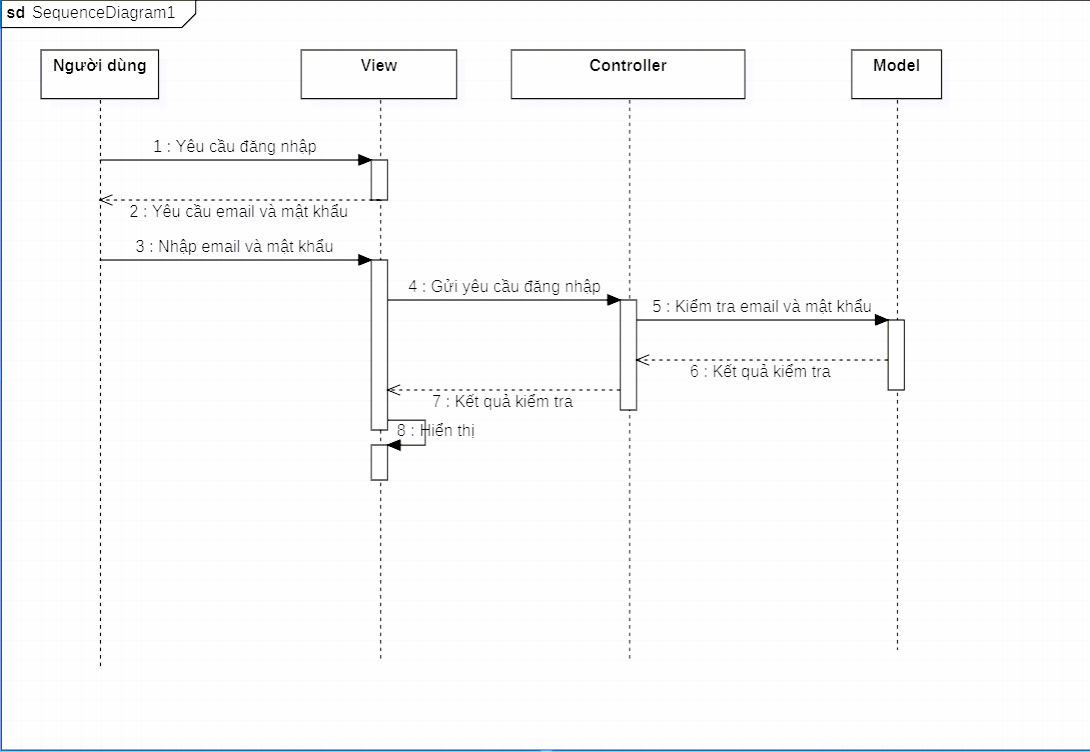 sd SequenceDiagram1
Người dùng
View
Controller
Model
1 : Yêu cầu đăng nhập
2 : Yêu cầu email và mật khẩu
3 : Nhập email và mật khẩu
4 : Gửi yêu cầu đăng nhập
5 : Kiểm tra email và mật khẩu
6 : Kết quả kiểm tra
7 : Kết quả kiểm tra
8 : Hiển thị